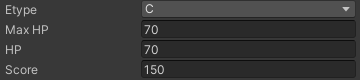 Etype C
Max HP 70
HP 70
Score 150